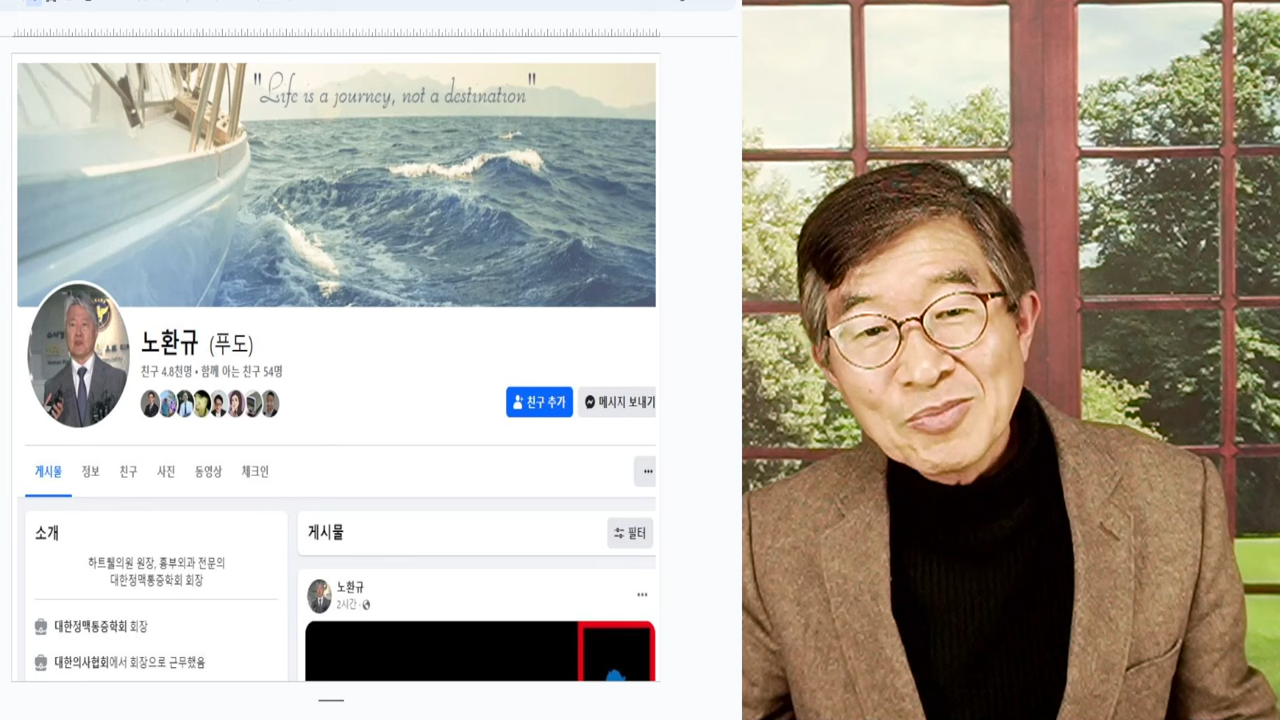 "Life is a journey, not a destination"
노환규 (푸도)
친구 4.8천명 • 함께 아는 친구 54명
친구 추가
메시지 보내기
게시물 정보 친구 사진 동영상 체크인
소개
하트웰의원 원장, 흉부외과 전문의
대한정맥통증학회 회장
대한정맥통증학회 회장
대한의사협회에서 회장으로 근무했음
게시물
필터
노환규
2시간